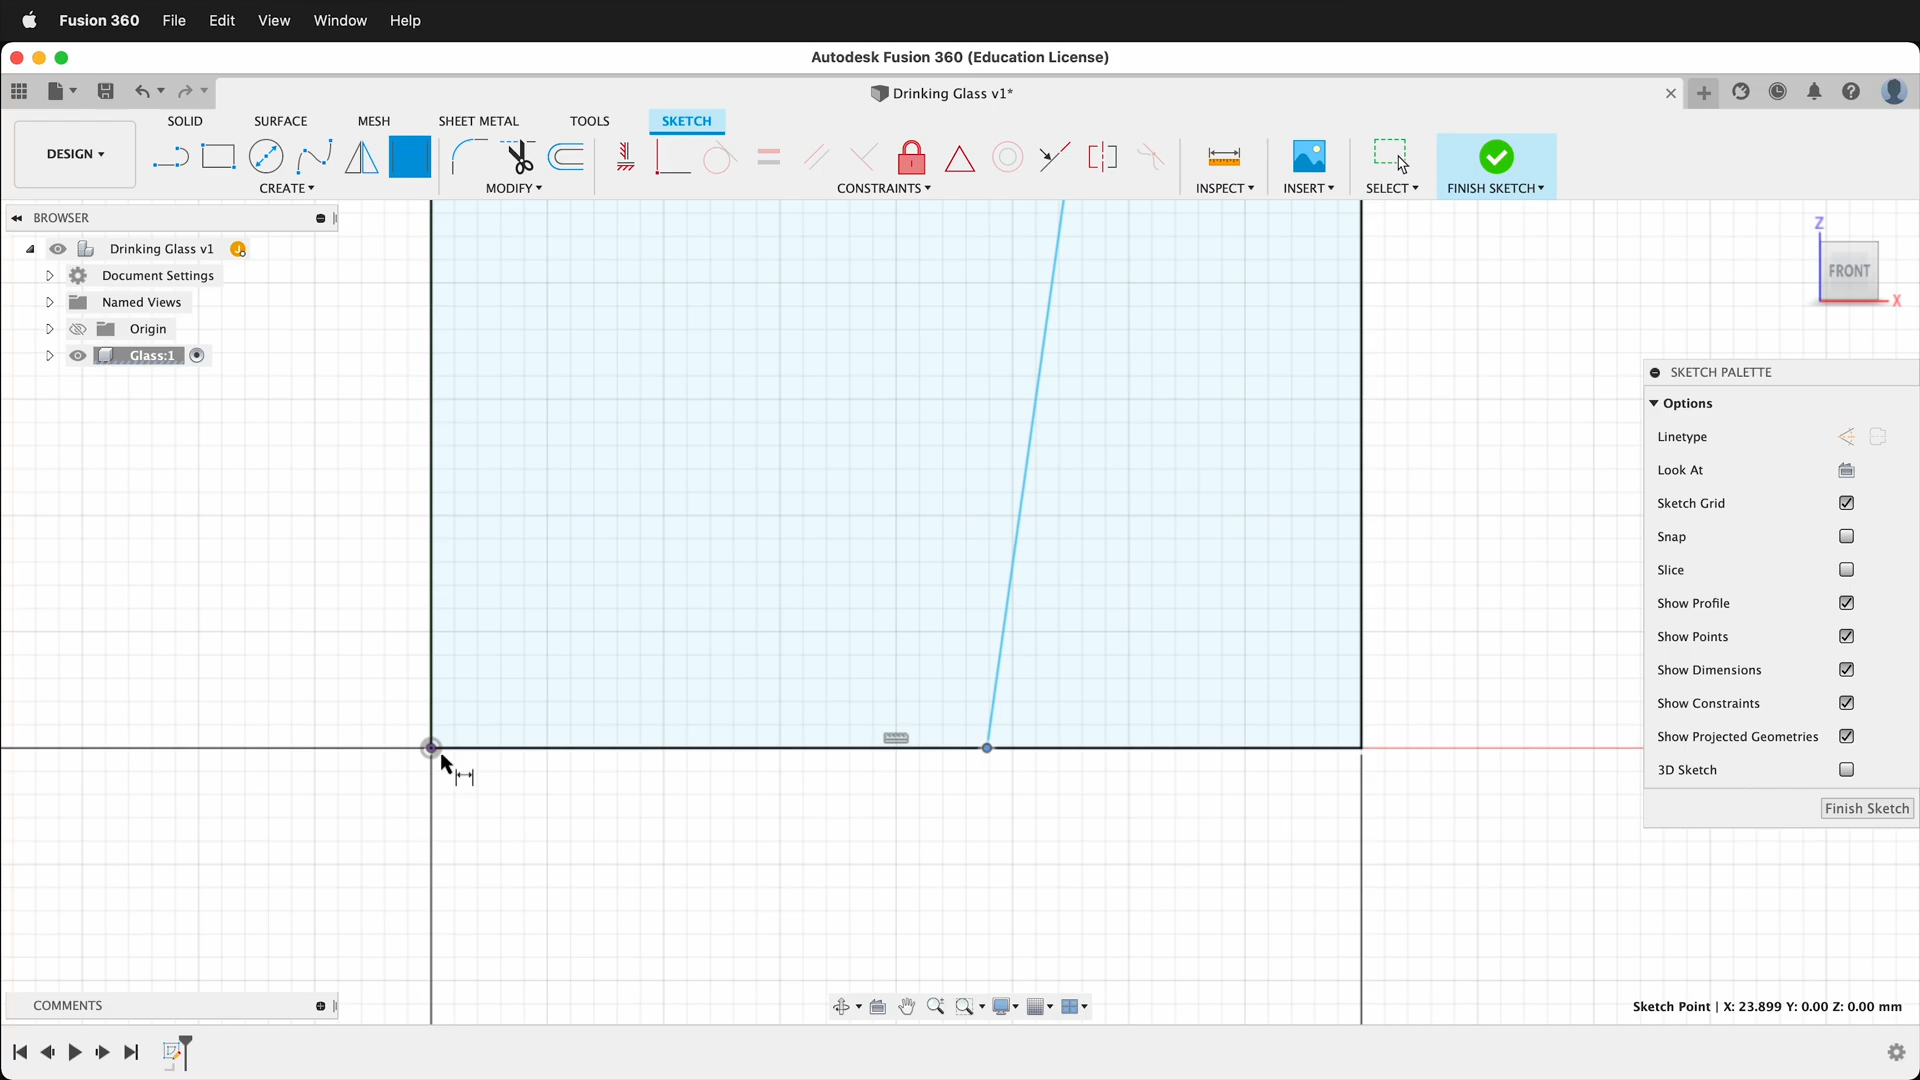 Fusion 360 File Edit View Window Help
Autodesk Fusion 360 (Education License)
Drinking Glass v1*
SOLID SURFACE MESH SHEET METAL TOOLS SKETCH
DESIGN
CREATE MODIFY CONSTRAINTS INSPECT INSERT SELECT FINISH SKETCH
BROWSER
Drinking Glass v1
Document Settings
Named Views
Origin
Glass:1
Z
FRONT
X
SKETCH PALETTE
Options
Linetype
Look At
Sketch Grid
Snap
Slice
Show Profile
Show Points
Show Dimensions
Show Constraints
Show Projected Geometries
3D Sketch
Finish Sketch
COMMENTS
Sketch Point | X: 23.899 Y: 0.00 Z: 0.00 mm